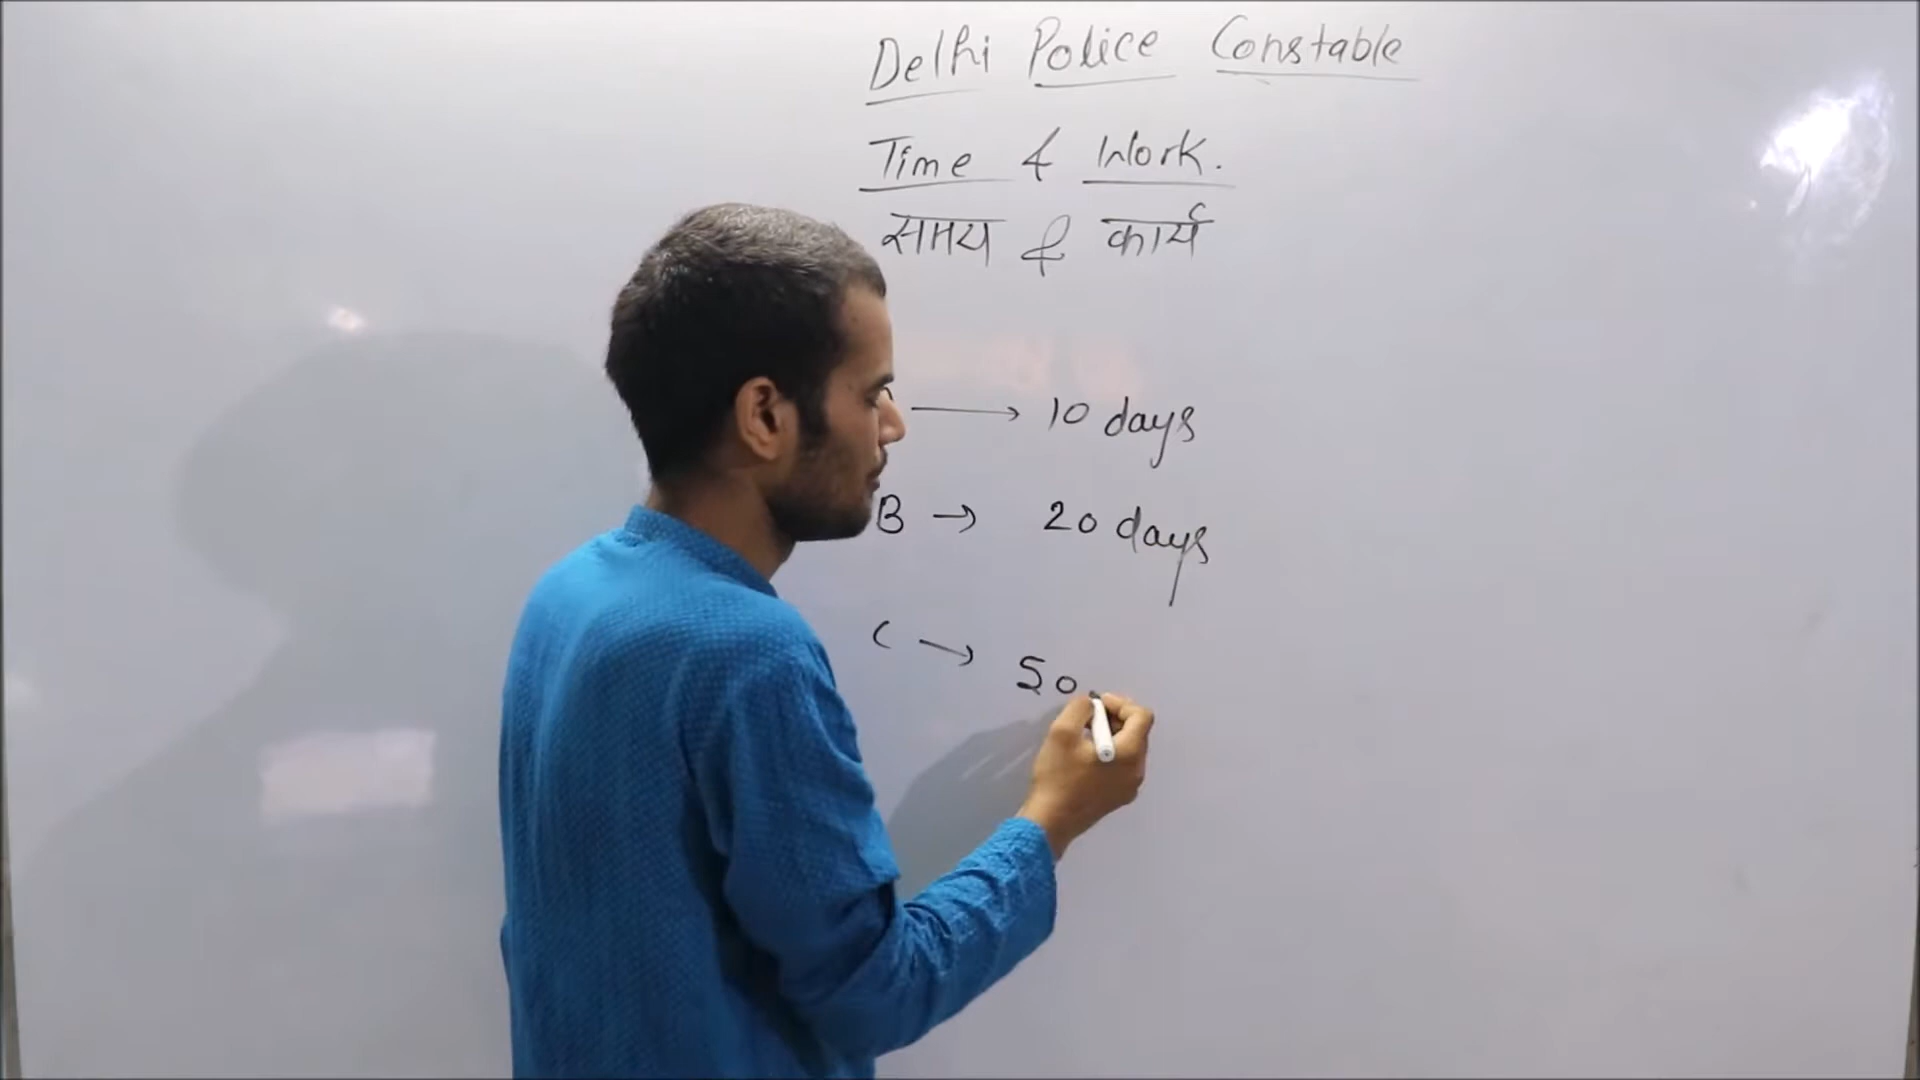 Delhi Police Constable
Time & Work.
समय & कार्य
→ 10 days
B → 20 days
C → 50